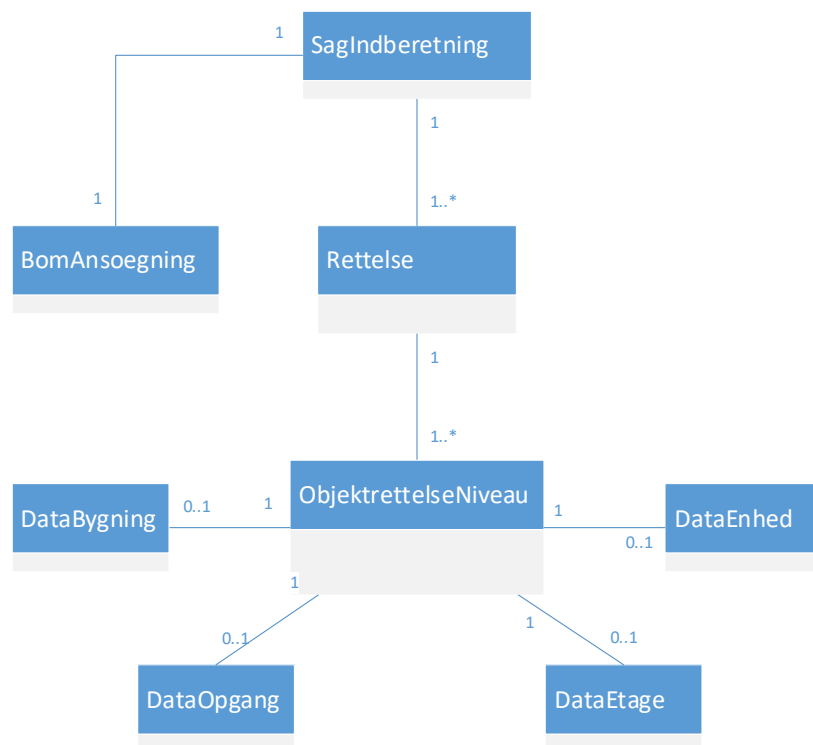 1
SagIndberetning
1
1
1..*
BomAnsoegning
Rettelse
1
1..*
ObjektrettelseNiveau
DataBygning
0..1
1
1
0..1
DataEnhed
1
0..1
1
0..1
DataOpgang
DataEtage